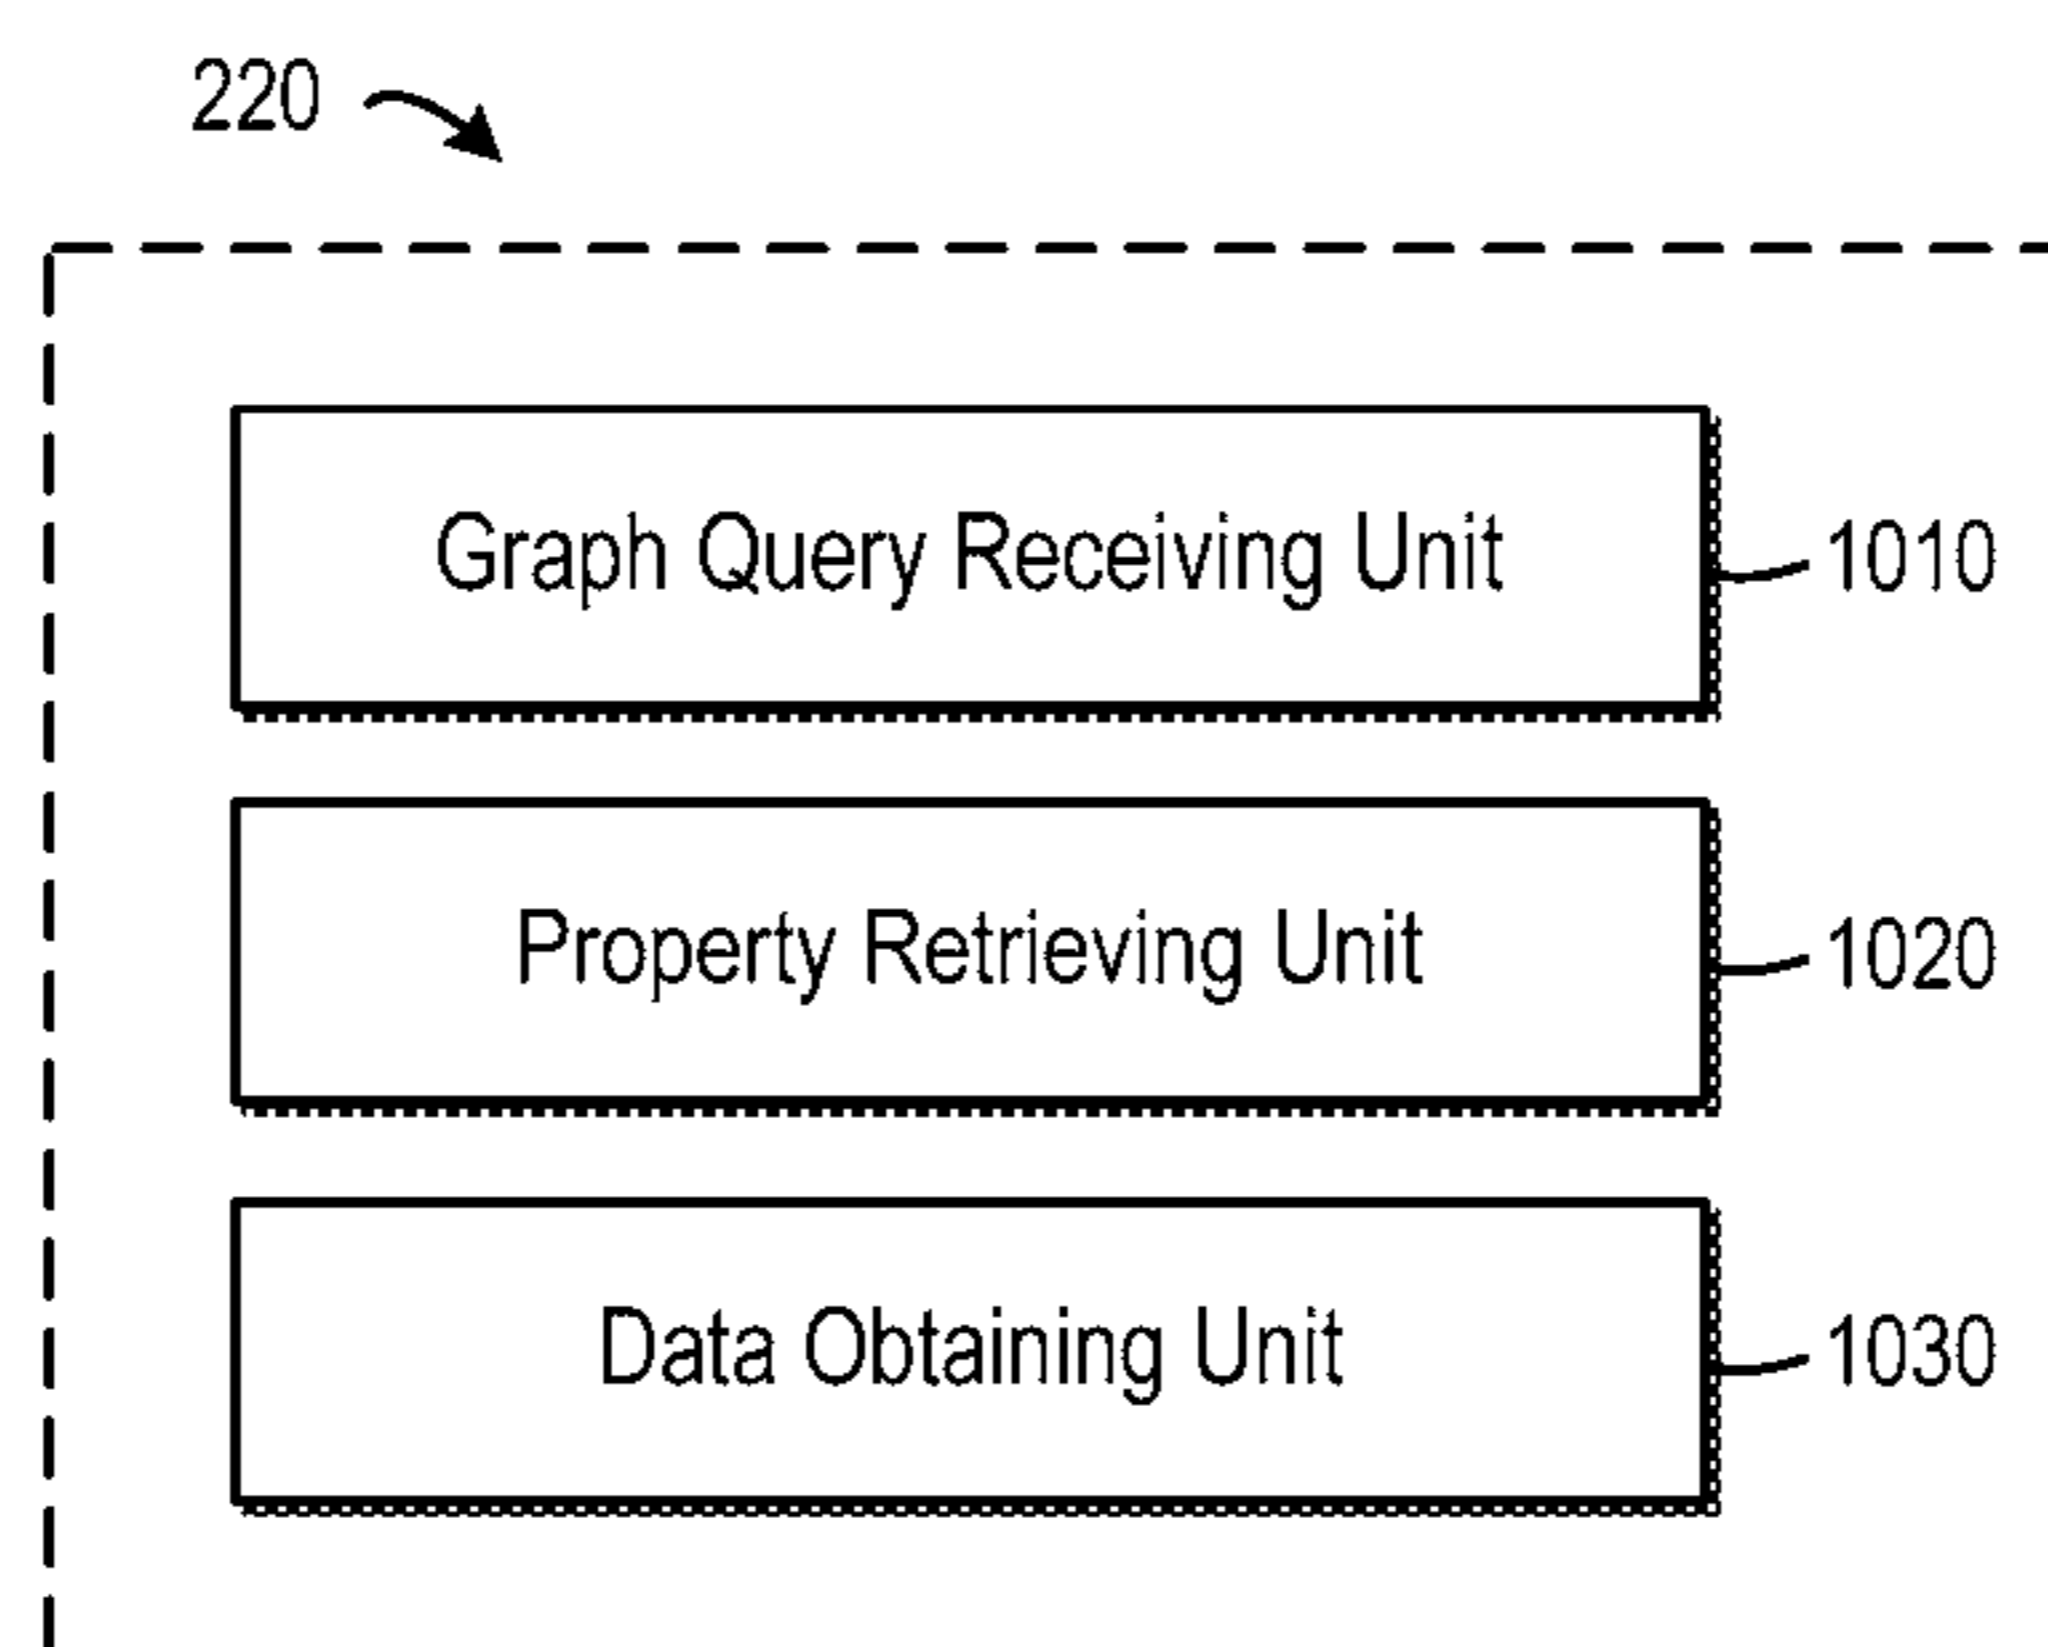 220
Graph Query Receiving Unit
1010
Property Retrieving Unit
1020
Data Obtaining Unit
1030